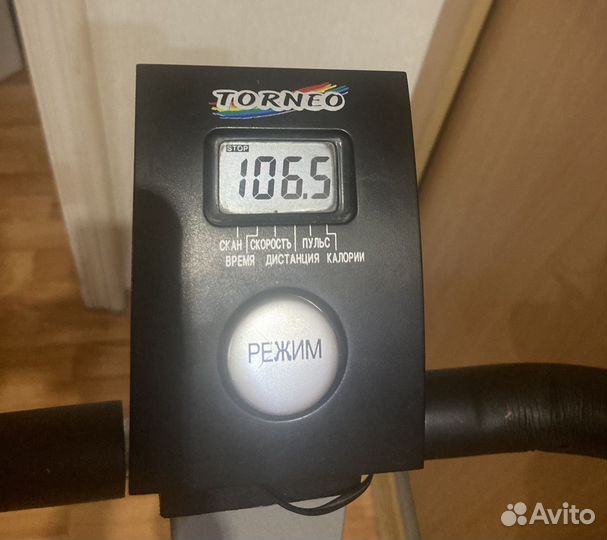 TORNEO
STOP
106.5
СКАН СКОРОСТЬ ПУЛЬС
ВРЕМЯ ДИСТАНЦИЯ КАЛОРИИ
РЕЖИМ
Avito